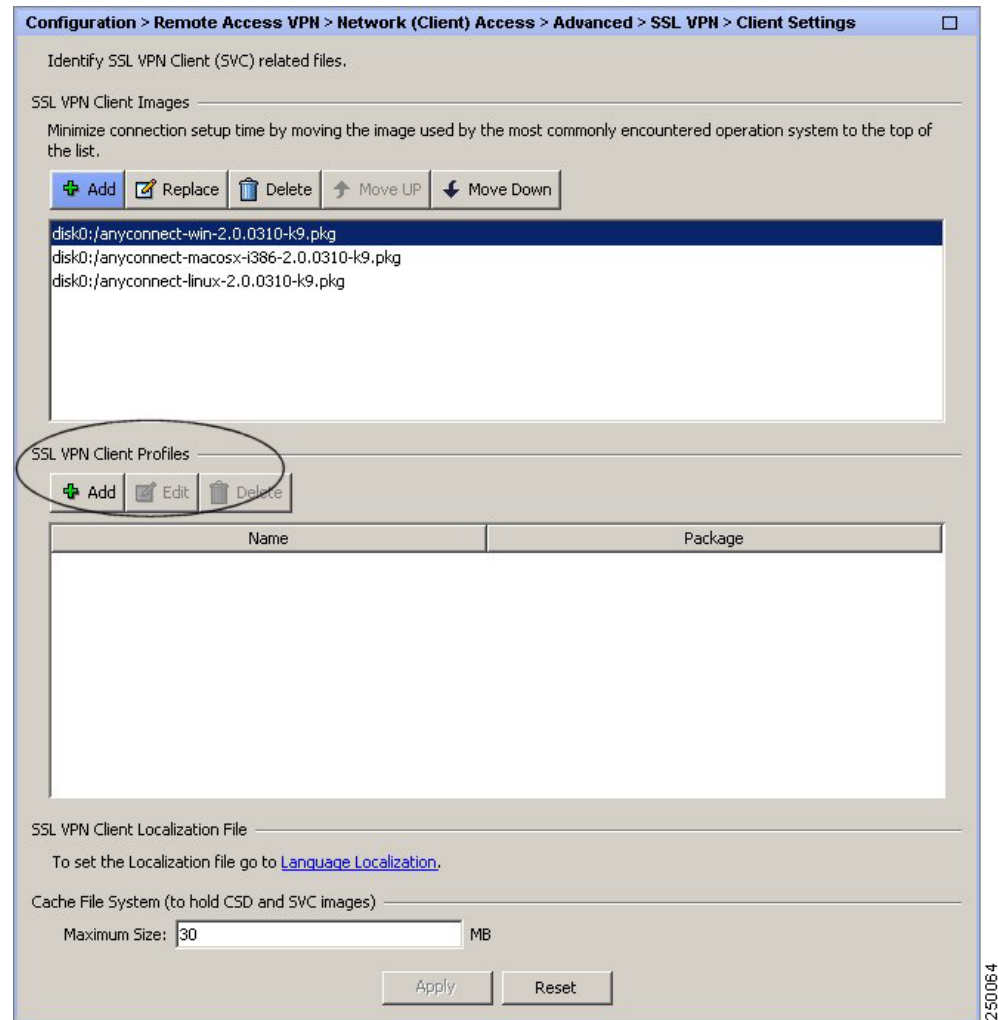 Configuration > Remote Access VPN > Network (Client) Access > Advanced > SSL VPN > Client Settings
Identify SSL VPN Client (SVC) related files.
SSL VPN Client Images
Minimize connection setup time by moving the image used by the most commonly encountered operation system to the top of
the list.
Add Replace Delete Move UP Move Down
disk0:/anyconnect-win-2.0.0310-k9.pkg
disk0:/anyconnect-macosx-i386-2.0.0310-k9.pkg
disk0:/anyconnect-linux-2.0.0310-k9.pkg
SSL VPN Client Profiles
Add Edit Delete
Name Package
SSL VPN Client Localization File
To set the Localization file go to Language Localization.
Cache File System (to hold CSD and SVC images)
Maximum Size: 30 MB
Apply Reset
250064